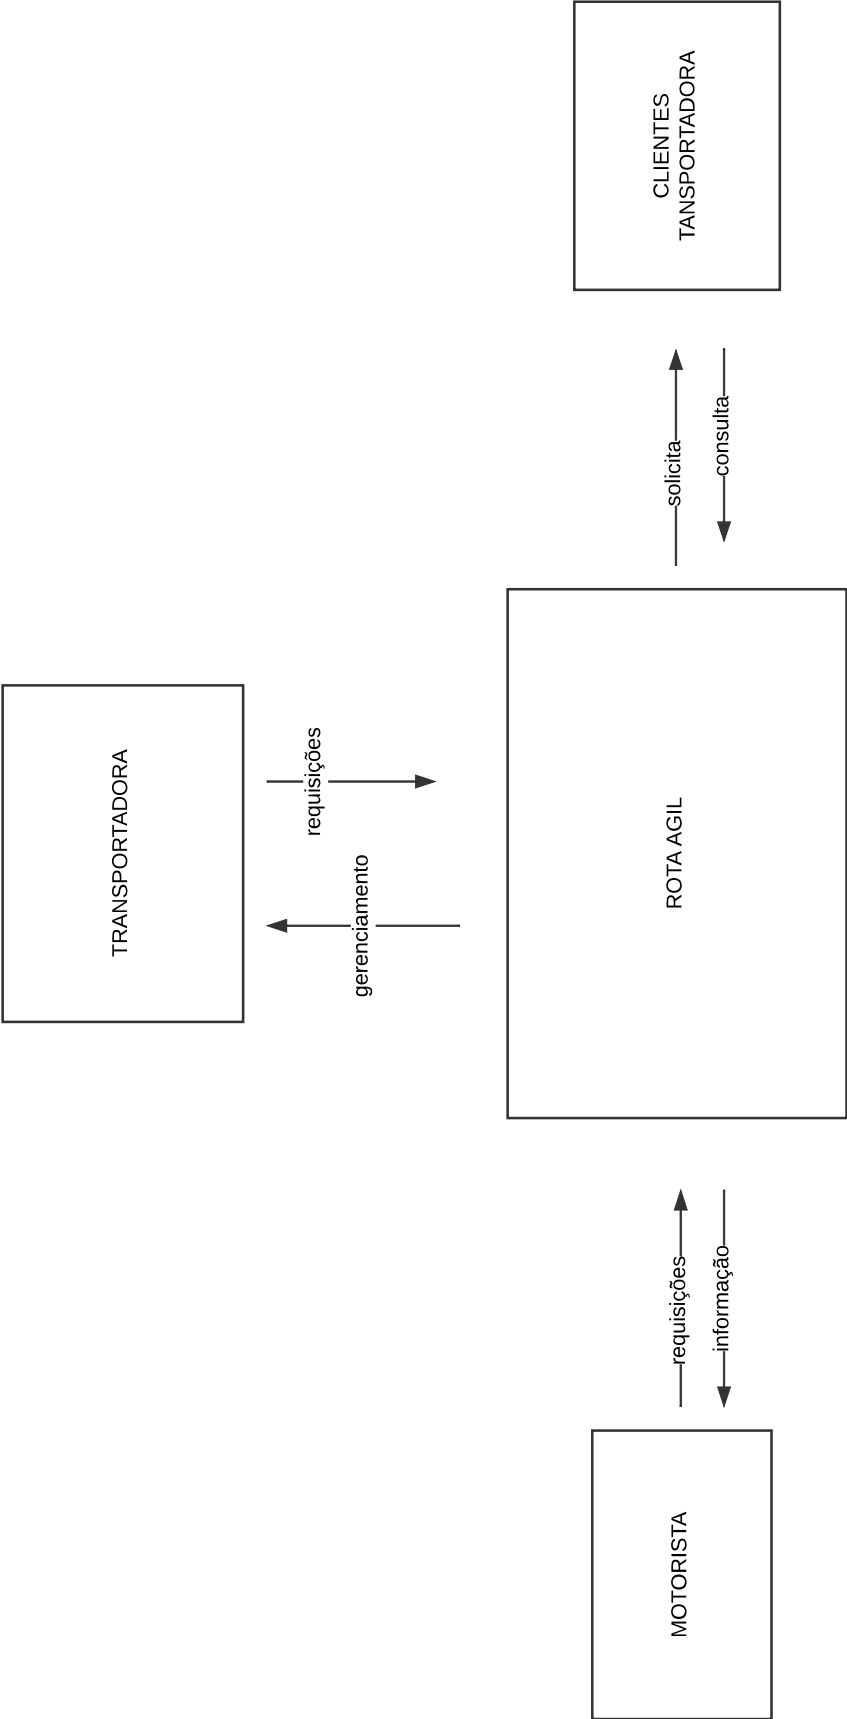 TRANSPORTADORA
requisições
gerenciamento
MOTORISTA
requisições
informação
ROTA AGIL
solicita
consulta
CLIENTES
TANSPORTADORA